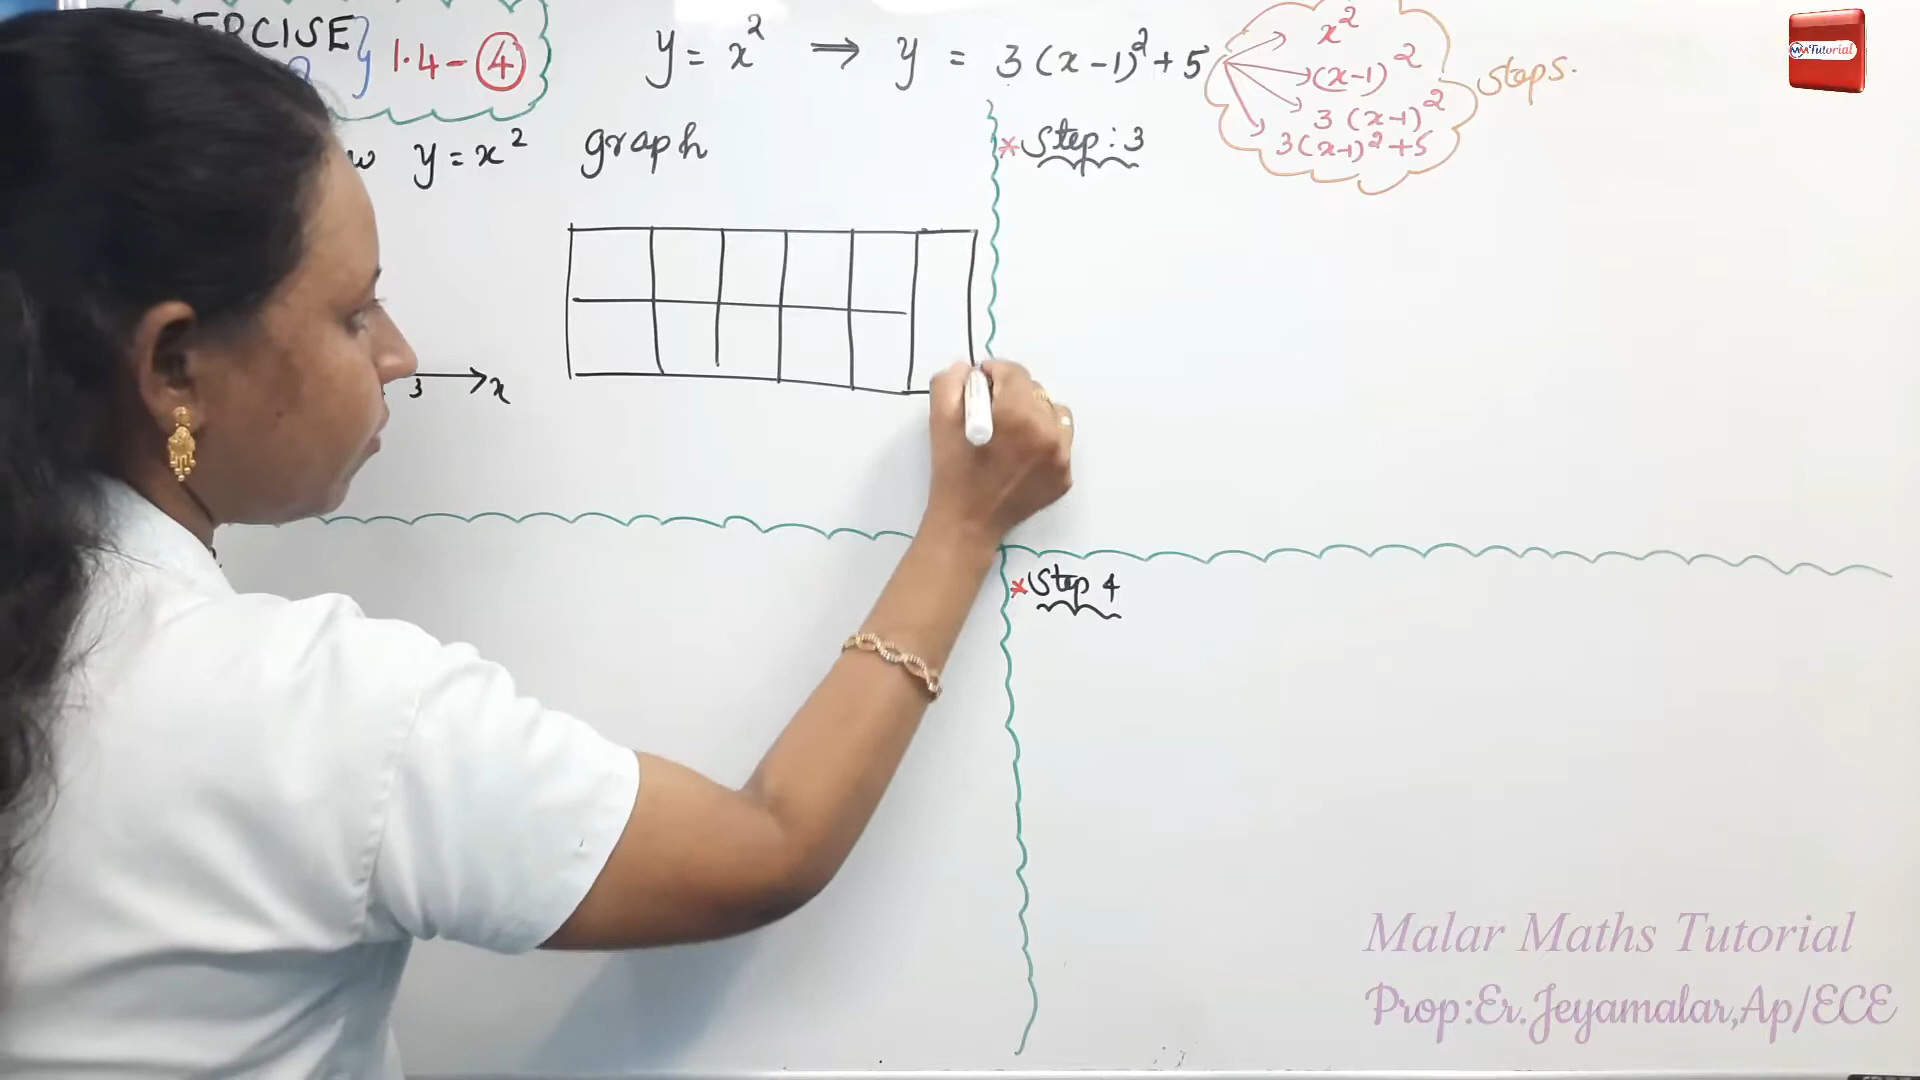 1.4 - 4
y = x² ⟹ y = 3(x-1)²+5
x²
(x-1)²
3(x-1)²
3(x-1)²+5
steps.
y = x² graph
* Step : 3
3 x
* Step 4
MATutorial
Malar Maths Tutorial
Prop:Er.Jeyamalar,Ap/ECE